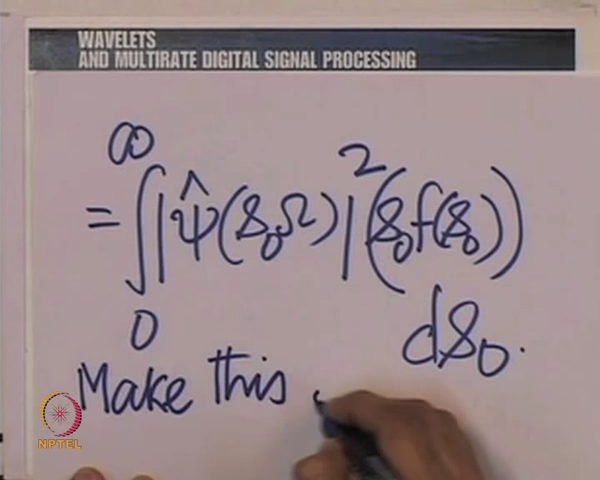 WAVELETS
AND MULTIRATE DIGITAL SIGNAL PROCESSING
= ∫₀^∞ |ψ̂(s₀Ω)|² (s₀f(s₀))
ds₀.
Make this
NPTEL